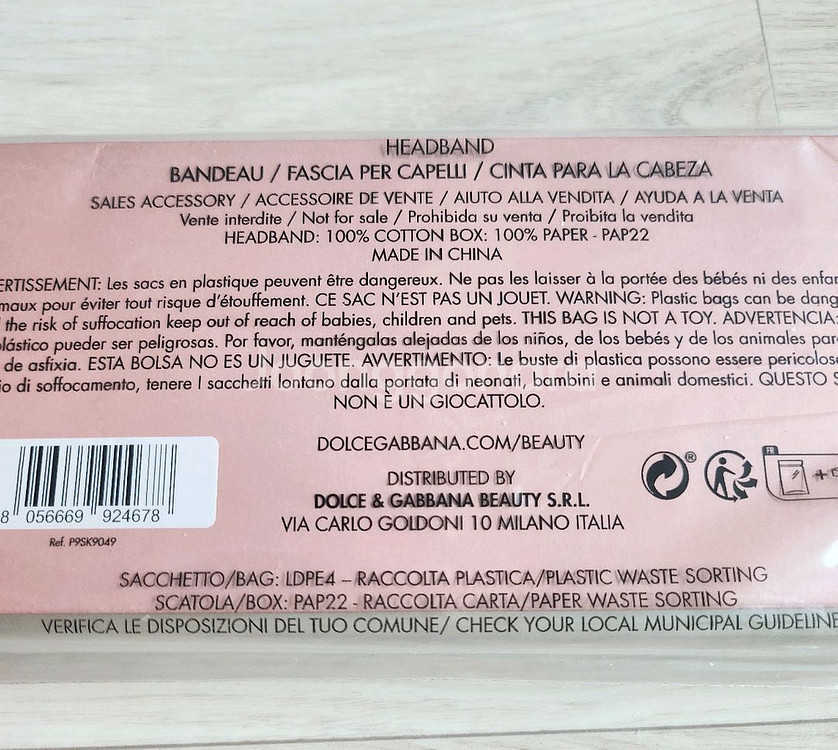 HEADBAND
BANDEAU / FASCIA PER CAPELLI / CINTA PARA LA CABEZA
SALES ACCESSORY / ACCESSOIRE DE VENTE / AIUTO ALLA VENDITA / AYUDA A LA VENTA
Vente interdite / Not for sale / Prohibida su venta / Proibita la vendita
HEADBAND: 100% COTTON BOX: 100% PAPER - PAP22
MADE IN CHINA
ERTISSEMENT: Les sacs en plastique peuvent être dangereux. Ne pas les laisser à la portée des bébés ni des enfa
maux pour éviter tout risque d'étouffement. CE SAC N'EST PAS UN JOUET. WARNING: Plastic bags can be dang
the risk of suffocation keep out of reach of babies, children and pets. THIS BAG IS NOT A TOY. ADVERTENCIA:
lástico pueder ser peligrosas. Por favor, manténgalas alejadas de los niños, de los bebés y de los animales par
de asfixia. ESTA BOLSA NO ES UN JUGUETE. AVVERTIMENTO: Le buste di plastica possono essere pericolos
io di soffocamento, tenere I sacchetti lontano dalla portata di neonati, bambini e animali domestici. QUESTO S
NON È UN GIOCATTOLO.
DOLCEGABBANA.COM/BEAUTY
DISTRIBUTED BY
DOLCE & GABBANA BEAUTY S.R.L.
VIA CARLO GOLDONI 10 MILANO ITALIA
® FR
8 056669 924678
Ref. P9SK9049
SACCHETTO/BAG: LDPE4 – RACCOLTA PLASTICA/PLASTIC WASTE SORTING
SCATOLA/BOX: PAP22 - RACCOLTA CARTA/PAPER WASTE SORTING
VERIFICA LE DISPOSIZIONI DEL TUO COMUNE/ CHECK YOUR LOCAL MUNICIPAL GUIDELINE